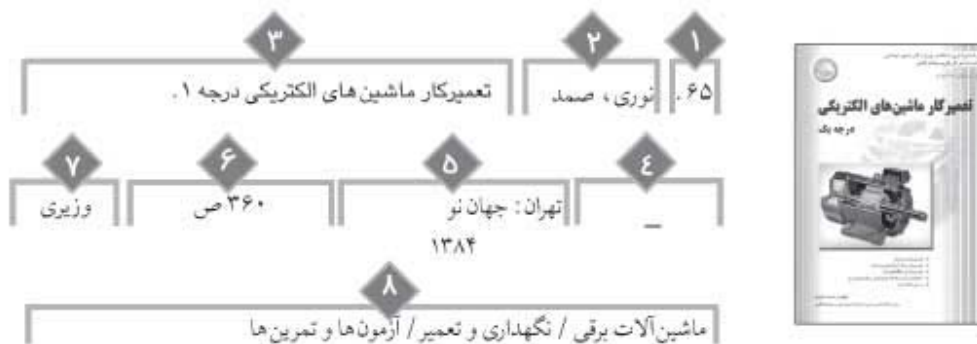 ۱ ۲ ۳
۶۵. نوری، صمد تعمیرکار ماشین های الکتریکی درجه ۱.
۴ ۵ ۶ ۷
_ تهران: جهان نو ۳۶۰ ص وزیری
۱۳۸۴
۸
ماشین‌آلات برقی / نگهداری و تعمیر / آزمون‌ها و تمرین‌ها
تعمیرکار ماشین‌های الکتریکی
درجه یک